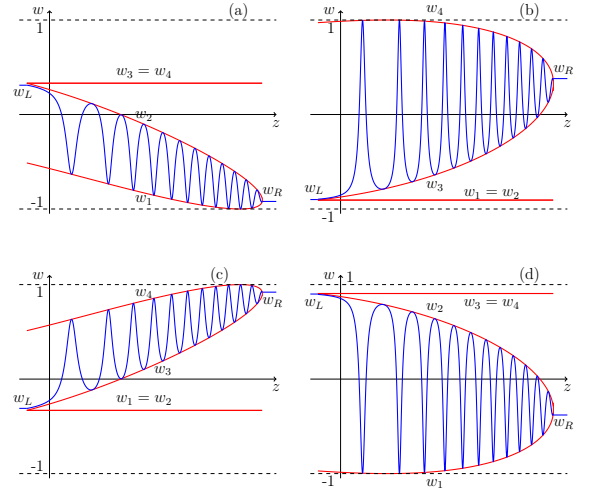 w (a)
1
w_3 = w_4
w_L
w_2
z
w_R
w_1
-1
w w_4 (b)
1
w_R
z
w_L
w_3
w_1 = w_2
-1
w (c)
1
w_4
w_R
z
w_3
w_L
w_1 = w_2
-1
w 1 (d)
w_L
w_2
w_3 = w_4
z
w_R
w_1
-1